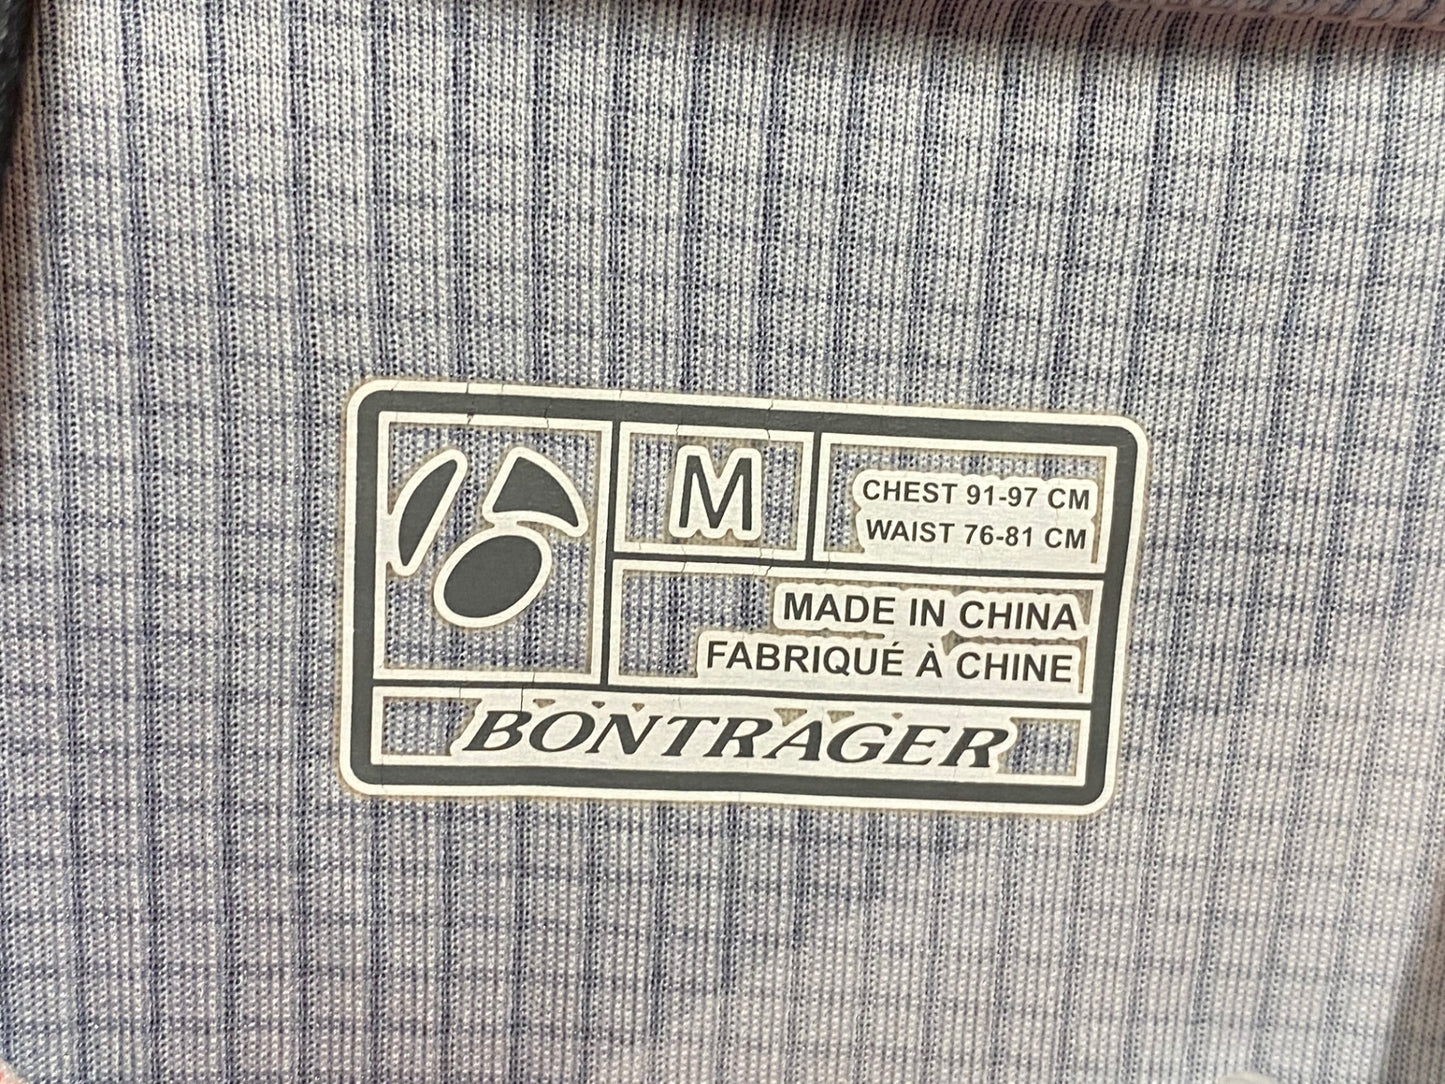 M
CHEST 91-97 CM
WAIST 76-81 CM
MADE IN CHINA
FABRIQUÉ À CHINE
BONTRAGER